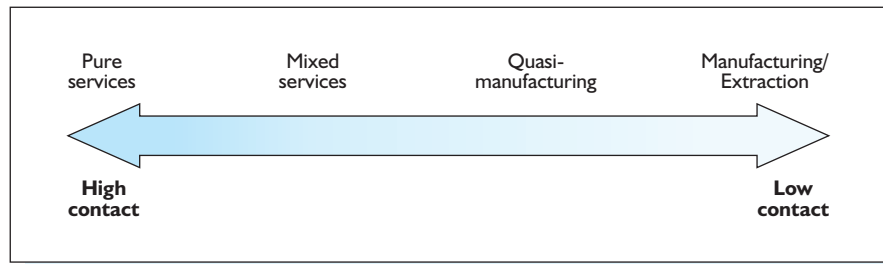 Pure
services
Mixed
services
Quasi-
manufacturing
Manufacturing/
Extraction
High
contact
Low
contact